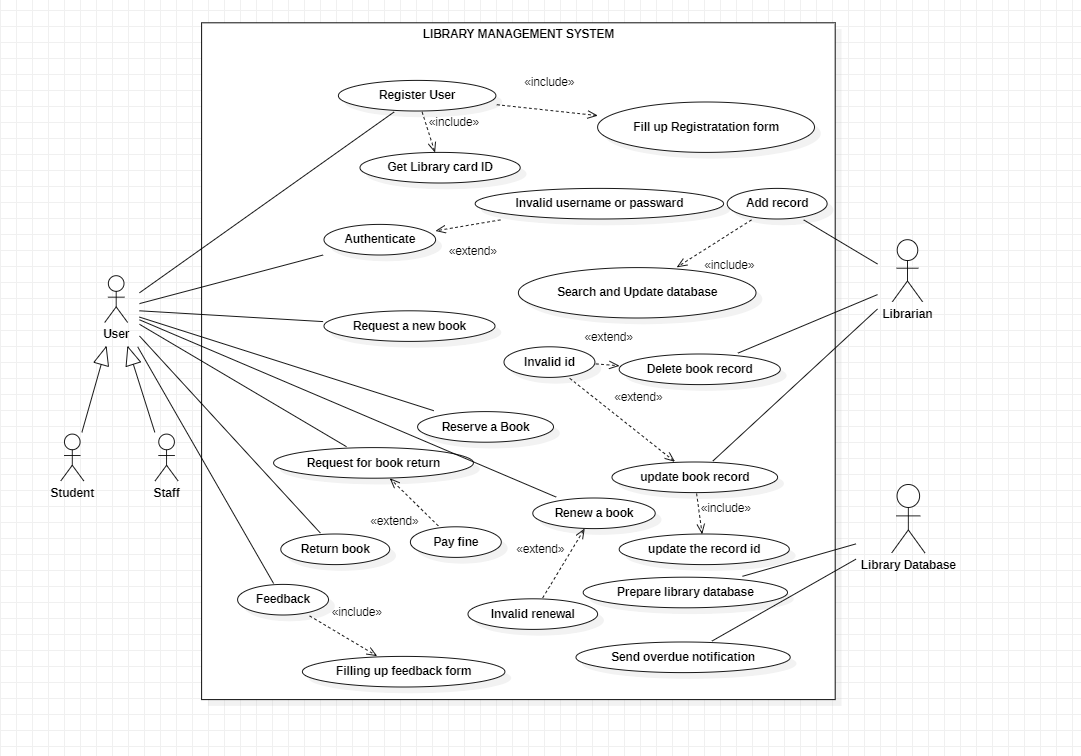 LIBRARY MANAGEMENT SYSTEM
Register User
«include»
«include»
Fill up Registratation form
Get Library card ID
Invalid username or passward
Add record
Authenticate
«extend»
«include»
Search and Update database
Request a new book
«extend»
Invalid id
Delete book record
«extend»
Reserve a Book
Request for book return
update book record
«include»
Renew a book
«extend»
Pay fine
«extend»
Return book
update the record id
Prepare library database
Feedback
«include»
Invalid renewal
Filling up feedback form
Send overdue notification
User
Student
Staff
Librarian
Library Database